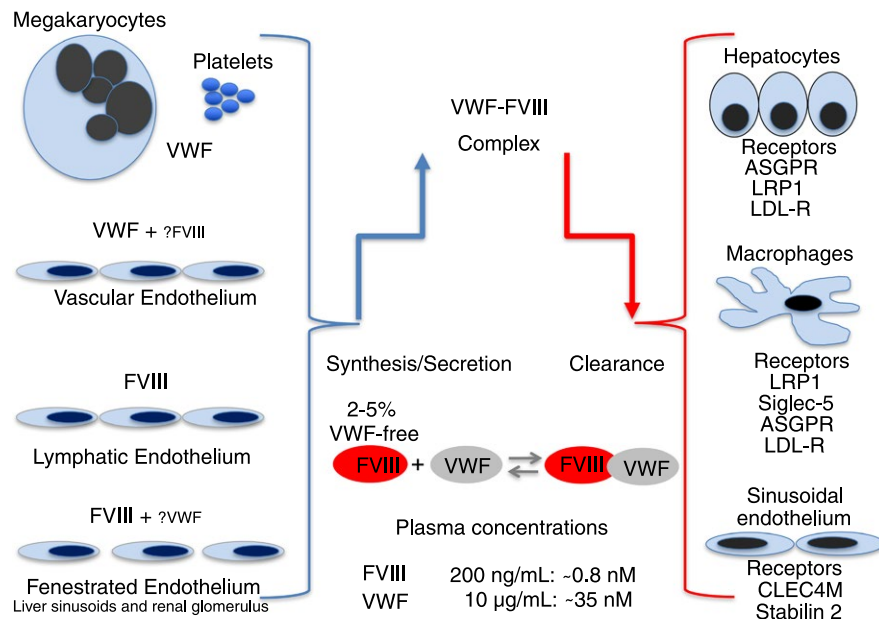 Megakaryocytes
Platelets
VWF
VWF + ?FVIII
Vascular Endothelium
FVIII
Lymphatic Endothelium
FVIII + ?VWF
Fenestrated Endothelium
Liver sinusoids and renal glomerulus
VWF-FVIII
Complex
Synthesis/Secretion
Clearance
2-5%
VWF-free
FVIII + VWF FVIII VWF
Plasma concentrations
FVIII 200 ng/mL: ~0.8 nM
VWF 10 µg/mL: ~35 nM
Hepatocytes
Receptors
ASGPR
LRP1
LDL-R
Macrophages
Receptors
LRP1
Siglec-5
ASGPR
LDL-R
Sinusoidal
endothelium
Receptors
CLEC4M
Stabilin 2